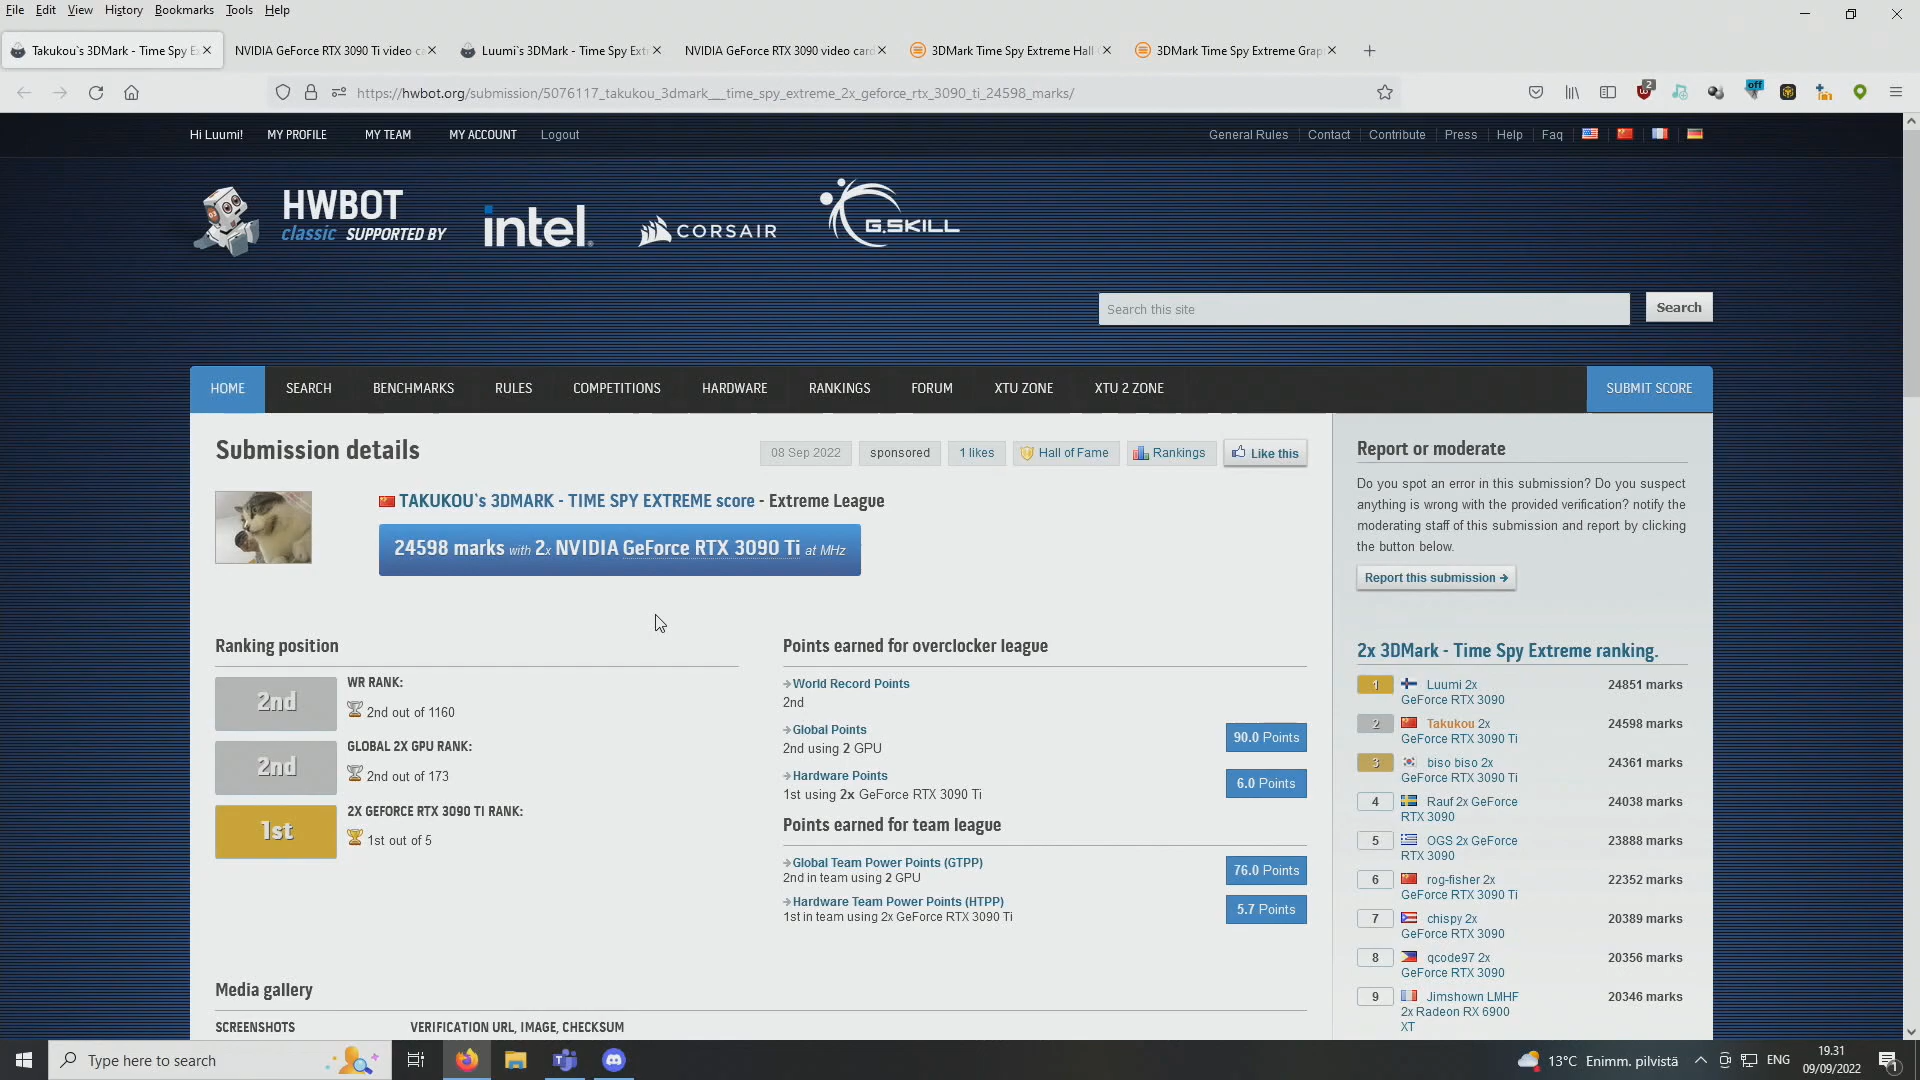 File Edit View History Bookmarks Tools Help
Takukou`s 3DMark - Time Spy E
NVIDIA GeForce RTX 3090 Ti video c
Luumi`s 3DMark - Time Spy Ext
NVIDIA GeForce RTX 3090 video card
3DMark Time Spy Extreme Hall
3DMark Time Spy Extreme Grap
https://hwbot.org/submission/5076117_takukou_3dmark___time_spy_extreme_2x_geforce_rtx_3090_ti_24598_marks/
2
off
Hi Luumi! MY PROFILE MY TEAM MY ACCOUNT Logout
General Rules Contact Contribute Press Help Faq
HWBOT
classic SUPPORTED BY
intel.
CORSAIR
G.SKILL
Search this site
Search
HOME SEARCH BENCHMARKS RULES COMPETITIONS HARDWARE RANKINGS FORUM XTU ZONE XTU 2 ZONE SUBMIT SCORE
Submission details
08 Sep 2022 sponsored 1 likes Hall of Fame Rankings Like this
TAKUKOU`s 3DMARK - TIME SPY EXTREME score - Extreme League
24598 marks with 2x NVIDIA GeForce RTX 3090 Ti at MHz
Ranking position
2nd
WR RANK:
2nd out of 1160
2nd
GLOBAL 2X GPU RANK:
2nd out of 173
1st
2X GEFORCE RTX 3090 TI RANK:
1st out of 5
Points earned for overclocker league
World Record Points
2nd
Global Points
2nd using 2 GPU
90.0 Points
Hardware Points
1st using 2x GeForce RTX 3090 Ti
6.0 Points
Points earned for team league
Global Team Power Points (GTPP)
2nd in team using 2 GPU
76.0 Points
Hardware Team Power Points (HTPP)
1st in team using 2x GeForce RTX 3090 Ti
5.7 Points
Media gallery
SCREENSHOTS
VERIFICATION URL, IMAGE, CHECKSUM
Report or moderate
Do you spot an error in this submission? Do you suspect
anything is wrong with the provided verification? notify the
moderating staff of this submission and report by clicking
the button below.
Report this submission
2x 3DMark - Time Spy Extreme ranking.
1 Luumi 2x 24851 marks
GeForce RTX 3090
2 Takukou 2x 24598 marks
GeForce RTX 3090 Ti
3 biso biso 2x 24361 marks
GeForce RTX 3090 Ti
4 Rauf 2x GeForce 24038 marks
RTX 3090
5 OGS 2x GeForce 23888 marks
RTX 3090
6 rog-fisher 2x 22352 marks
GeForce RTX 3090 Ti
7 chispy 2x 20389 marks
GeForce RTX 3090
8 qcode97 2x 20356 marks
GeForce RTX 3090
9 Jimshown LMHF 20346 marks
2x Radeon RX 6900
XT
Type here to search
13°C Enimm. pilvistä
ENG
19.31
09/09/2022
1